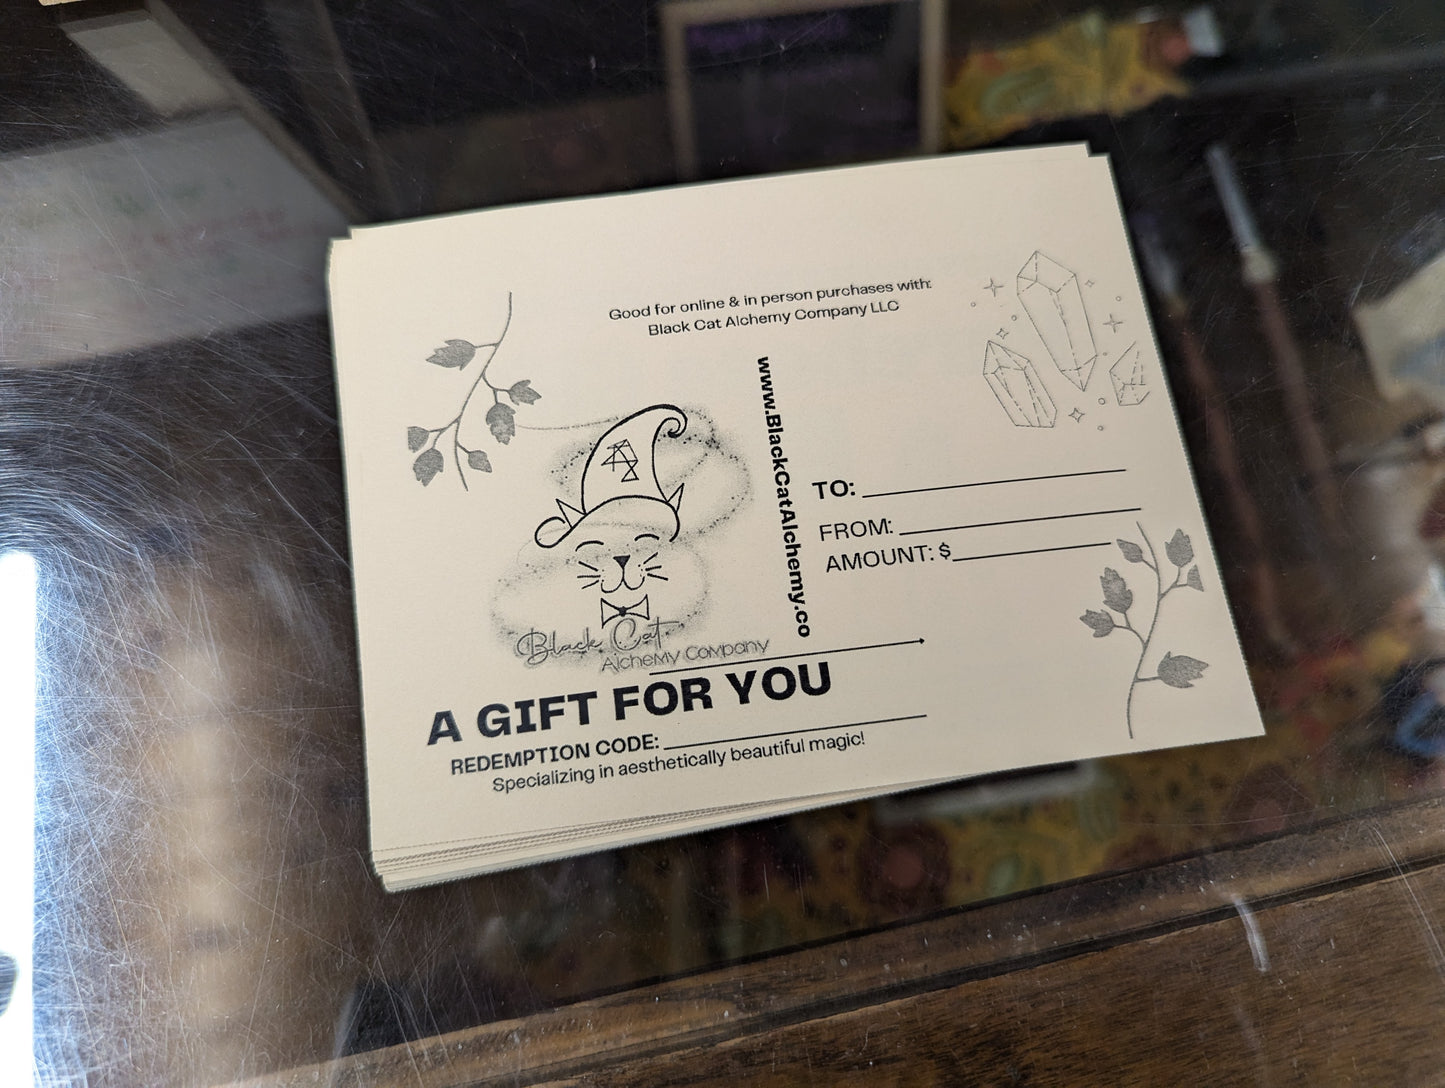 Good for online & in person purchases with:
Black Cat Alchemy Company LLC
www.BlackCatAlchemy.co
TO:
FROM:
AMOUNT: $
Black Cat
Alchemy Company
A GIFT FOR YOU
REDEMPTION CODE:
Specializing in aesthetically beautiful magic!